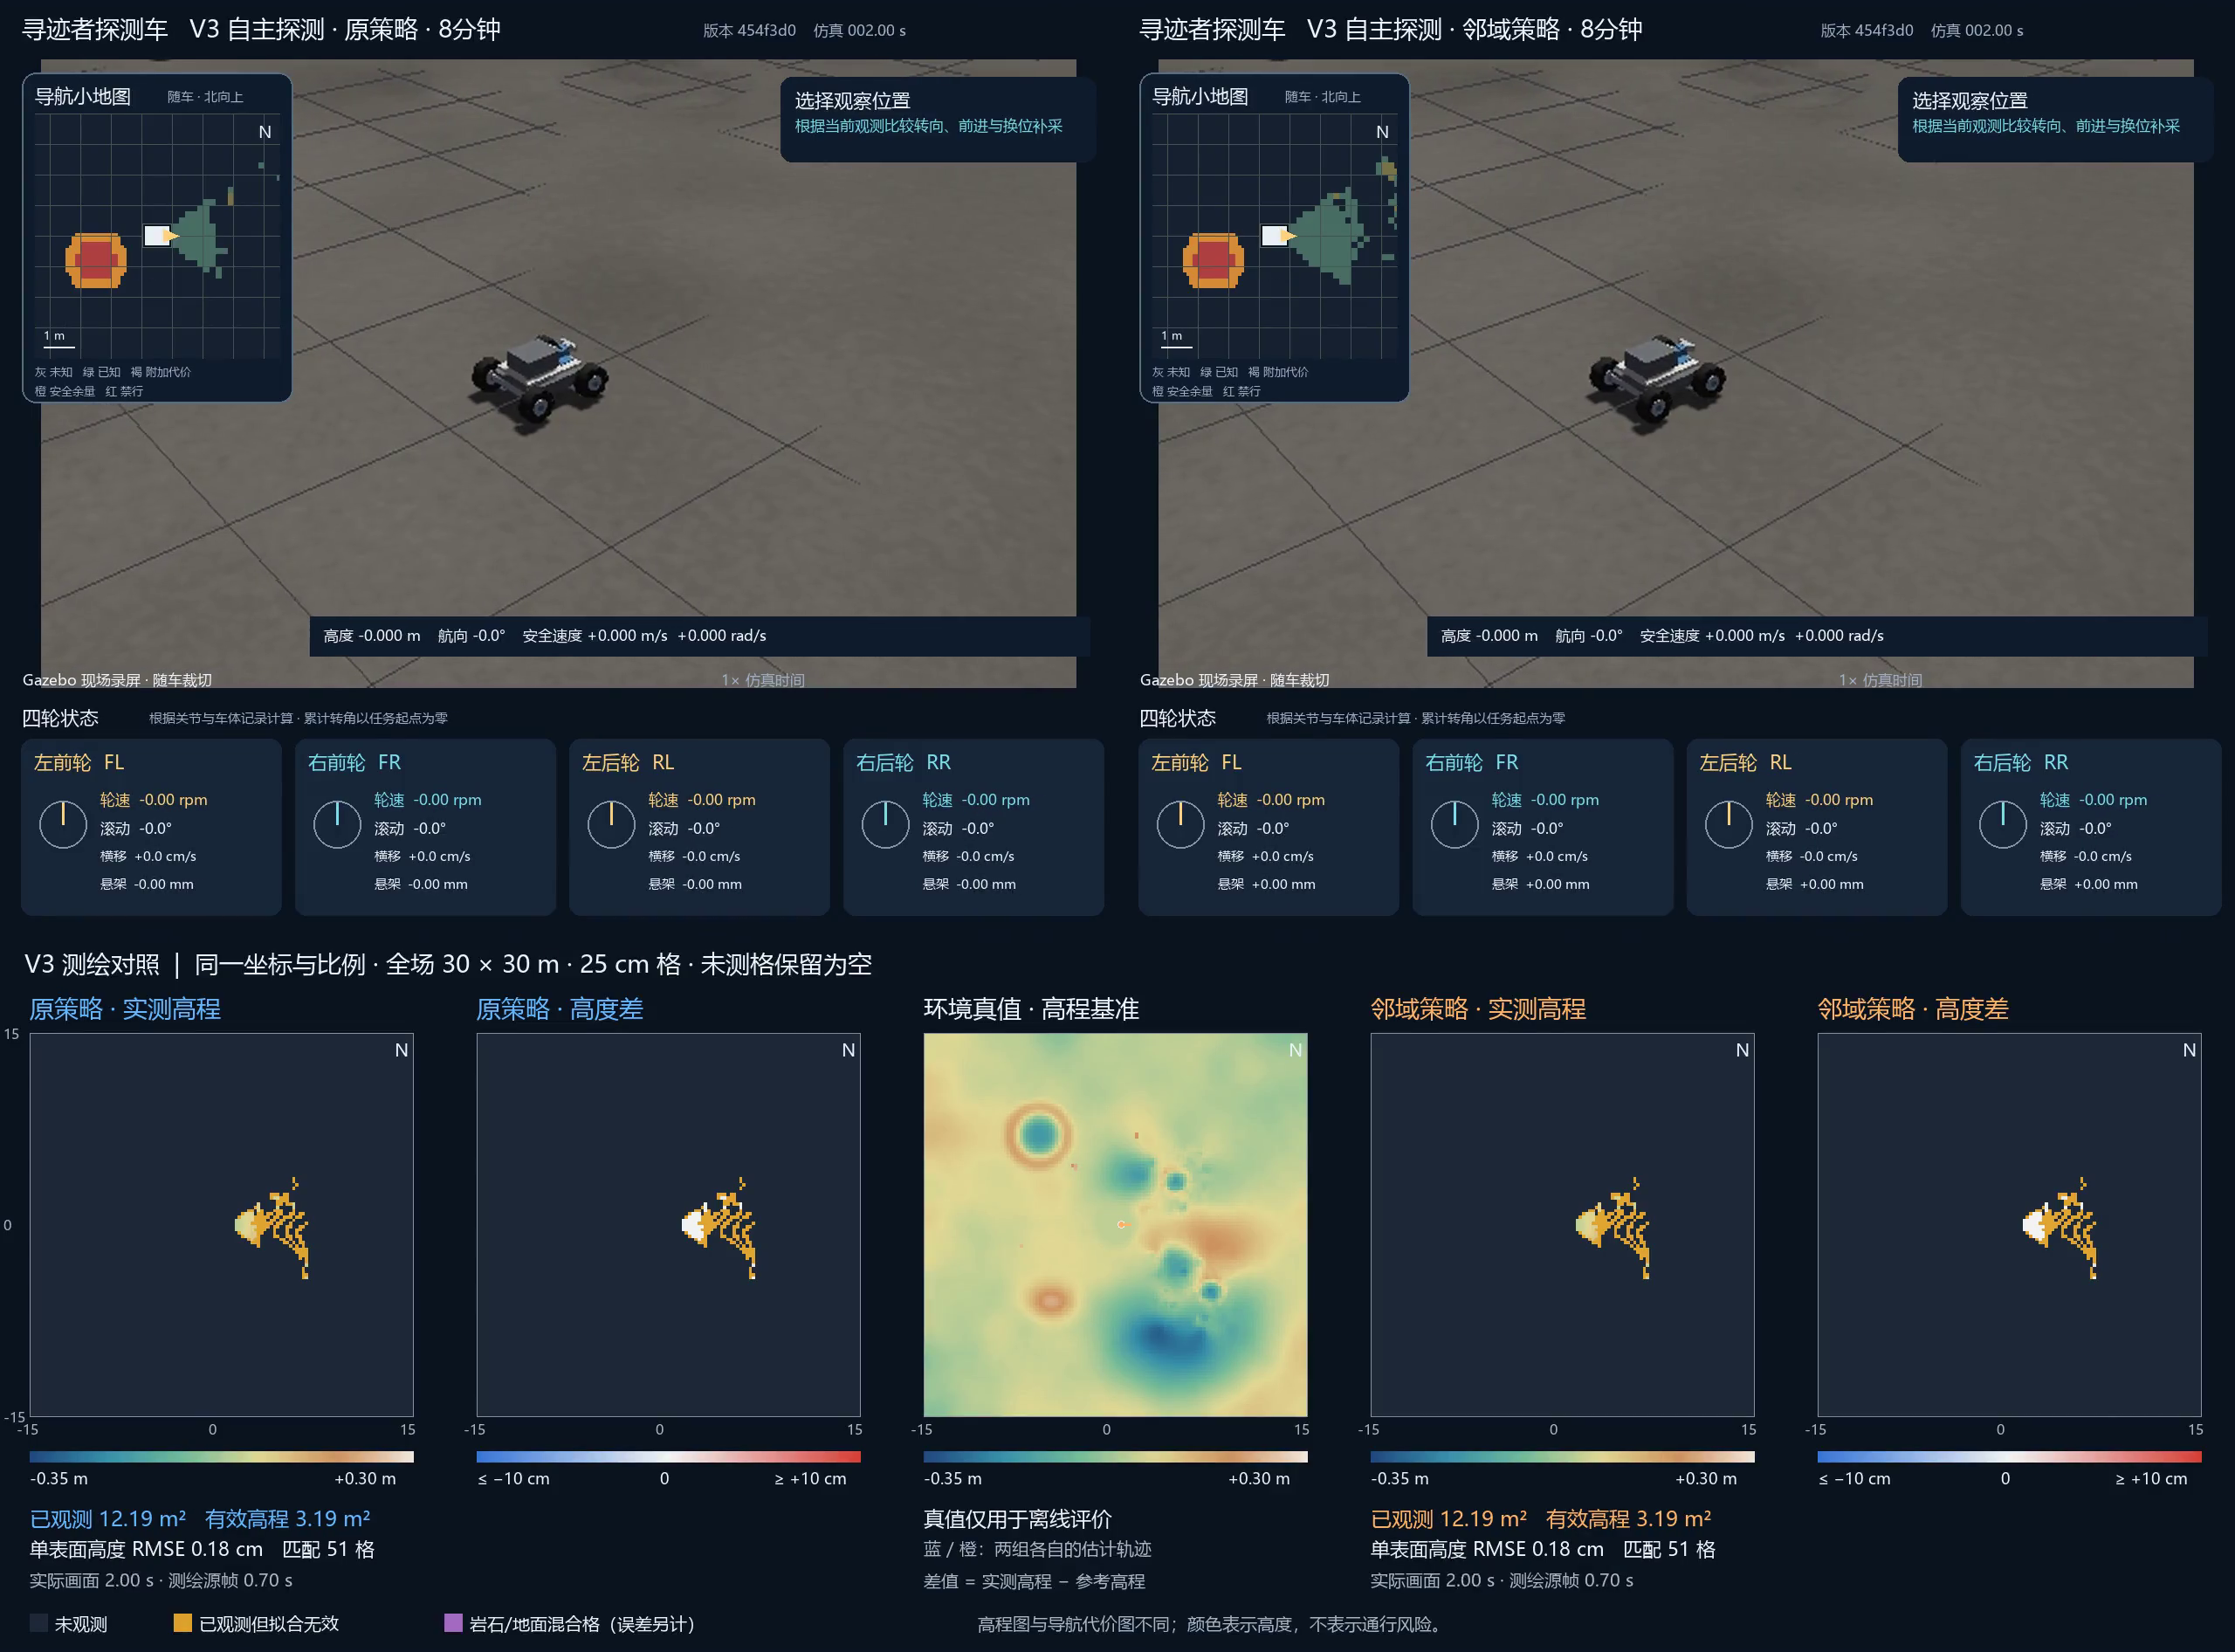 寻迹者探测车 V3 自主探测 · 原策略 · 8分钟
版本 454f3d0 仿真 002.00 s
导航小地图 随车 · 北向上
N
1 m
灰 未知 绿 已知 褐 附加代价
橙 安全余量 红 禁行
选择观察位置
根据当前观测比较转向、前进与换位补采
高度 -0.000 m 航向 -0.0° 安全速度 +0.000 m/s +0.000 rad/s
Gazebo 现场录屏 · 随车裁切
1× 仿真时间
四轮状态 根据关节与车体记录计算 · 累计转角以任务起点为零
左前轮 FL
轮速 -0.00 rpm
滚动 -0.0°
横移 +0.0 cm/s
悬架 -0.00 mm
右前轮 FR
轮速 -0.00 rpm
滚动 -0.0°
横移 +0.0 cm/s
悬架 -0.00 mm
左后轮 RL
轮速 -0.00 rpm
滚动 -0.0°
横移 -0.0 cm/s
悬架 -0.00 mm
右后轮 RR
轮速 -0.00 rpm
滚动 -0.0°
横移 -0.0 cm/s
悬架 -0.00 mm
寻迹者探测车 V3 自主探测 · 邻域策略 · 8分钟
版本 454f3d0 仿真 002.00 s
导航小地图 随车 · 北向上
N
1 m
灰 未知 绿 已知 褐 附加代价
橙 安全余量 红 禁行
选择观察位置
根据当前观测比较转向、前进与换位补采
高度 -0.000 m 航向 -0.0° 安全速度 +0.000 m/s +0.000 rad/s
Gazebo 现场录屏 · 随车裁切
1× 仿真时间
四轮状态 根据关节与车体记录计算 · 累计转角以任务起点为零
左前轮 FL
轮速 -0.00 rpm
滚动 -0.0°
横移 +0.0 cm/s
悬架 +0.00 mm
右前轮 FR
轮速 -0.00 rpm
滚动 -0.0°
横移 +0.0 cm/s
悬架 +0.00 mm
左后轮 RL
轮速 -0.00 rpm
滚动 -0.0°
横移 -0.0 cm/s
悬架 +0.00 mm
右后轮 RR
轮速 -0.00 rpm
滚动 -0.0°
横移 -0.0 cm/s
悬架 +0.00 mm
V3 测绘对照 | 同一坐标与比例 · 全场 30 × 30 m · 25 cm 格 · 未测格保留为空
原策略 · 实测高程
15
0
-15
N
-15 0 15
-0.35 m +0.30 m
已观测 12.19 m² 有效高程 3.19 m²
单表面高度 RMSE 0.18 cm 匹配 51 格
实际画面 2.00 s · 测绘源帧 0.70 s
原策略 · 高度差
N
-15 0 15
≤ −10 cm 0 ≥ +10 cm
环境真值 · 高程基准
N
-15 0 15
-0.35 m +0.30 m
真值仅用于离线评价
蓝 / 橙：两组各自的估计轨迹
差值 = 实测高程 − 参考高程
邻域策略 · 实测高程
N
-15 0 15
-0.35 m +0.30 m
已观测 12.19 m² 有效高程 3.19 m²
单表面高度 RMSE 0.18 cm 匹配 51 格
实际画面 2.00 s · 测绘源帧 0.70 s
邻域策略 · 高度差
N
-15 0 15
≤ −10 cm 0 ≥ +10 cm
未观测 已观测但拟合无效 岩石/地面混合格（误差另计）
高程图与导航代价图不同；颜色表示高度，不表示通行风险。